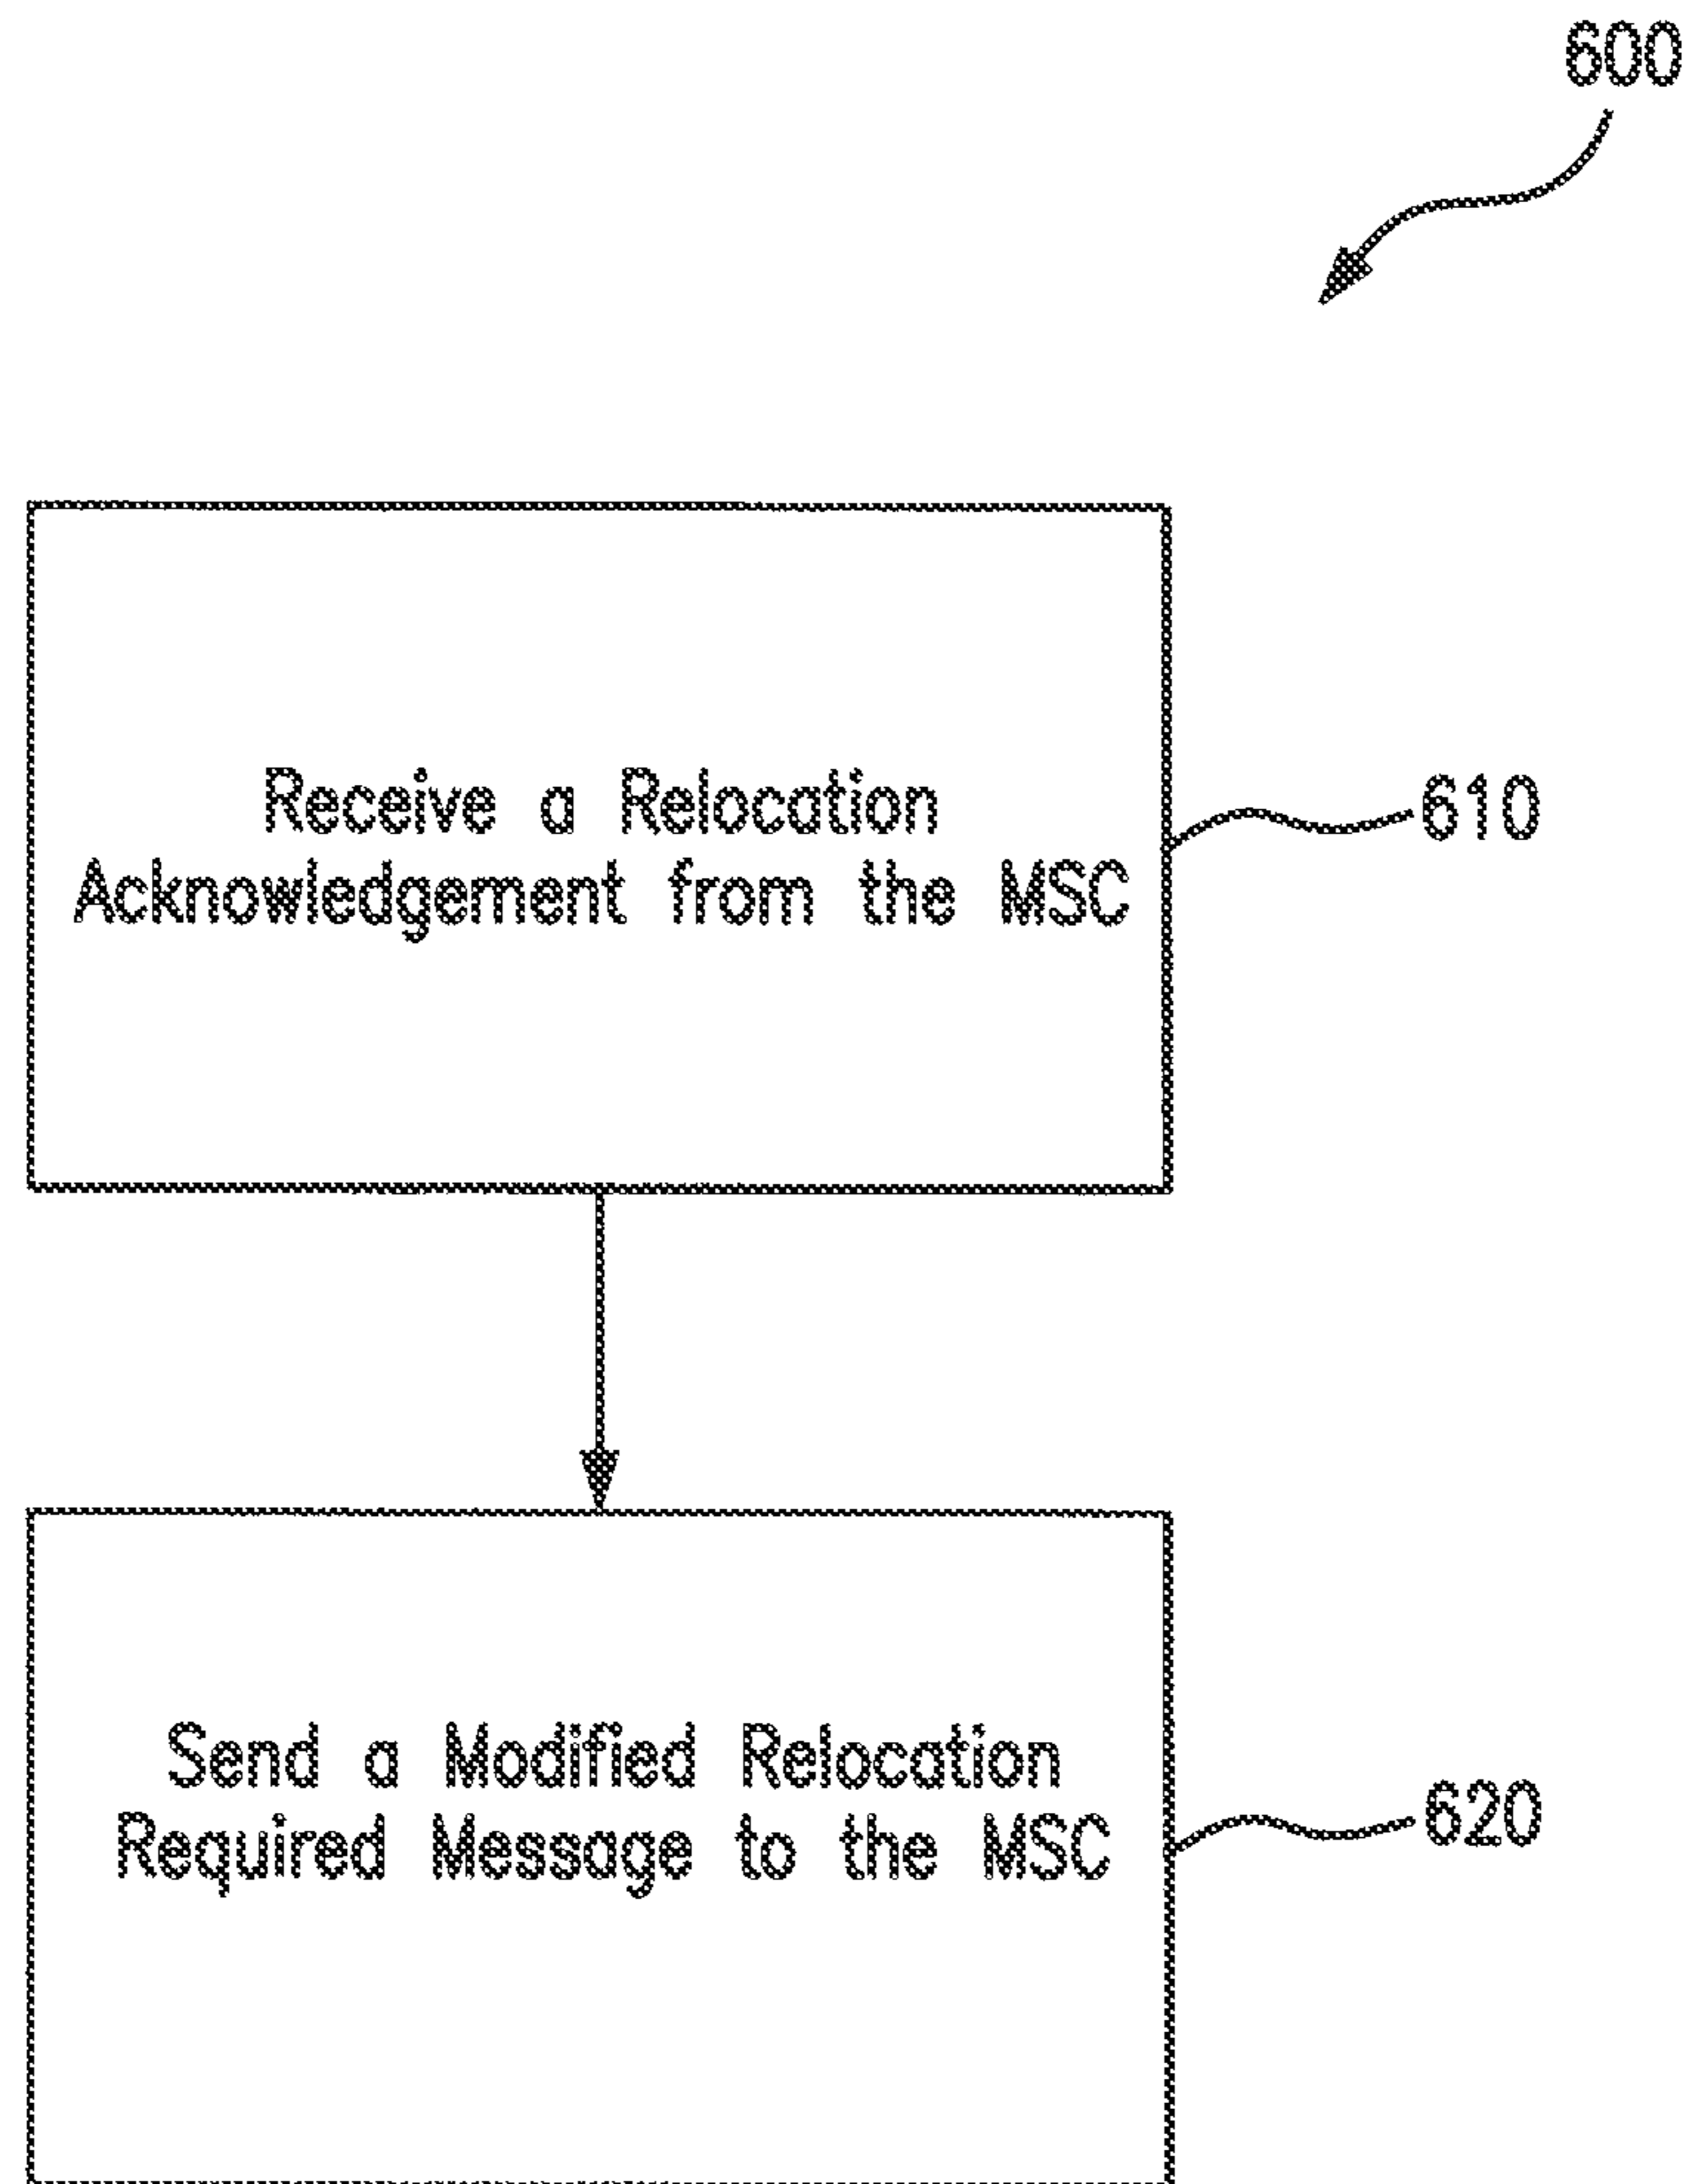 600
Receive a Relocation
Acknowledgement from the MSC
610
Send a Modified Relocation
Required Message to the MSC
620